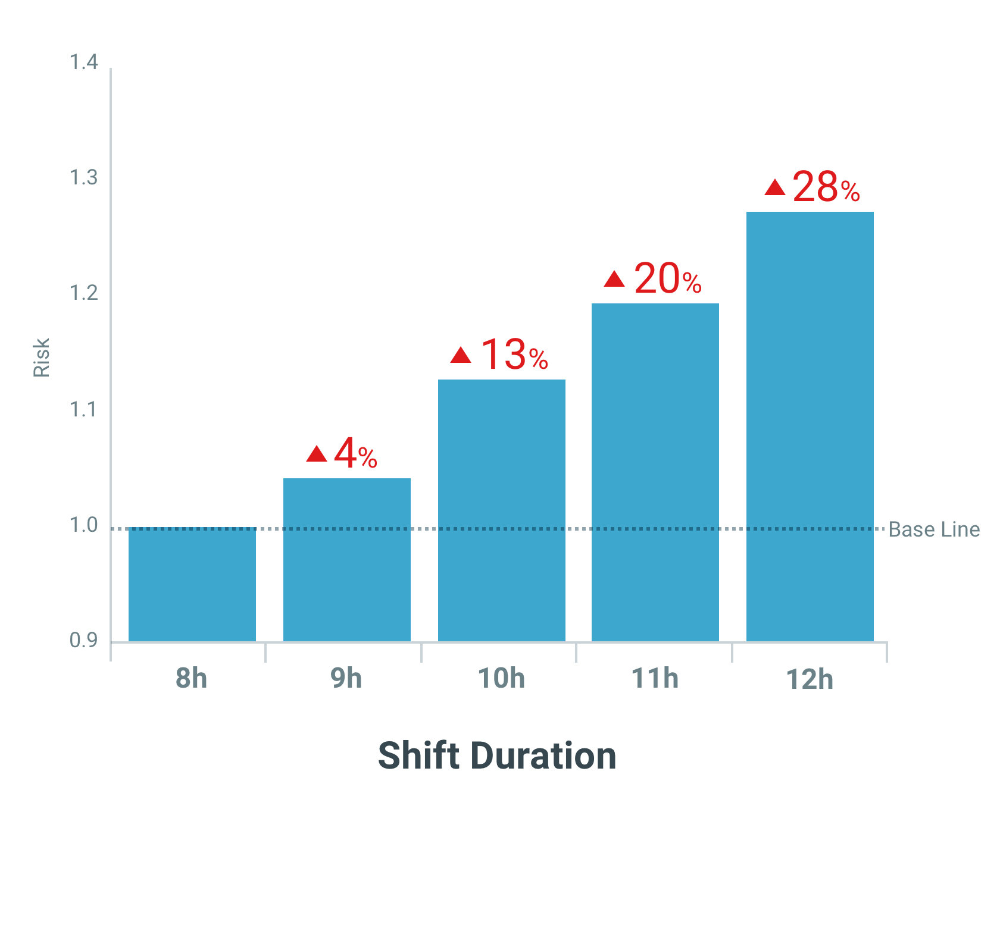 1.4
1.3
1.2
1.1
1.0
0.9
Risk
▲ 4%
▲ 13%
▲ 20%
▲ 28%
Base Line
8h 9h 10h 11h 12h
Shift Duration